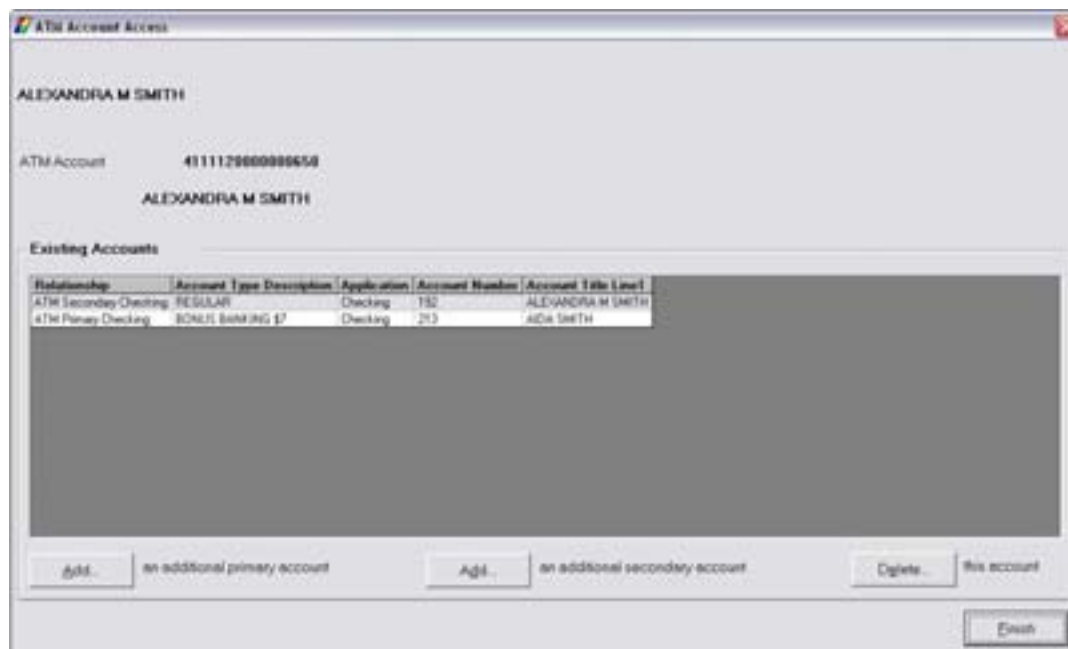 ATM Account Access
ALEXANDRA M SMITH
ATM Account 4111120000000650
ALEXANDRA M SMITH
Existing Accounts
Relationship Account Type Description Application Account Number Account Title Line1
ATM Secondary Checking REGULAR Checking 192 ALEXANDRA M SMITH
ATM Primary Checking BONUS BANKING $7 Checking 213 AIDA SMITH
Add... an additional primary account Add... an additional secondary account Delete... this account
Finish